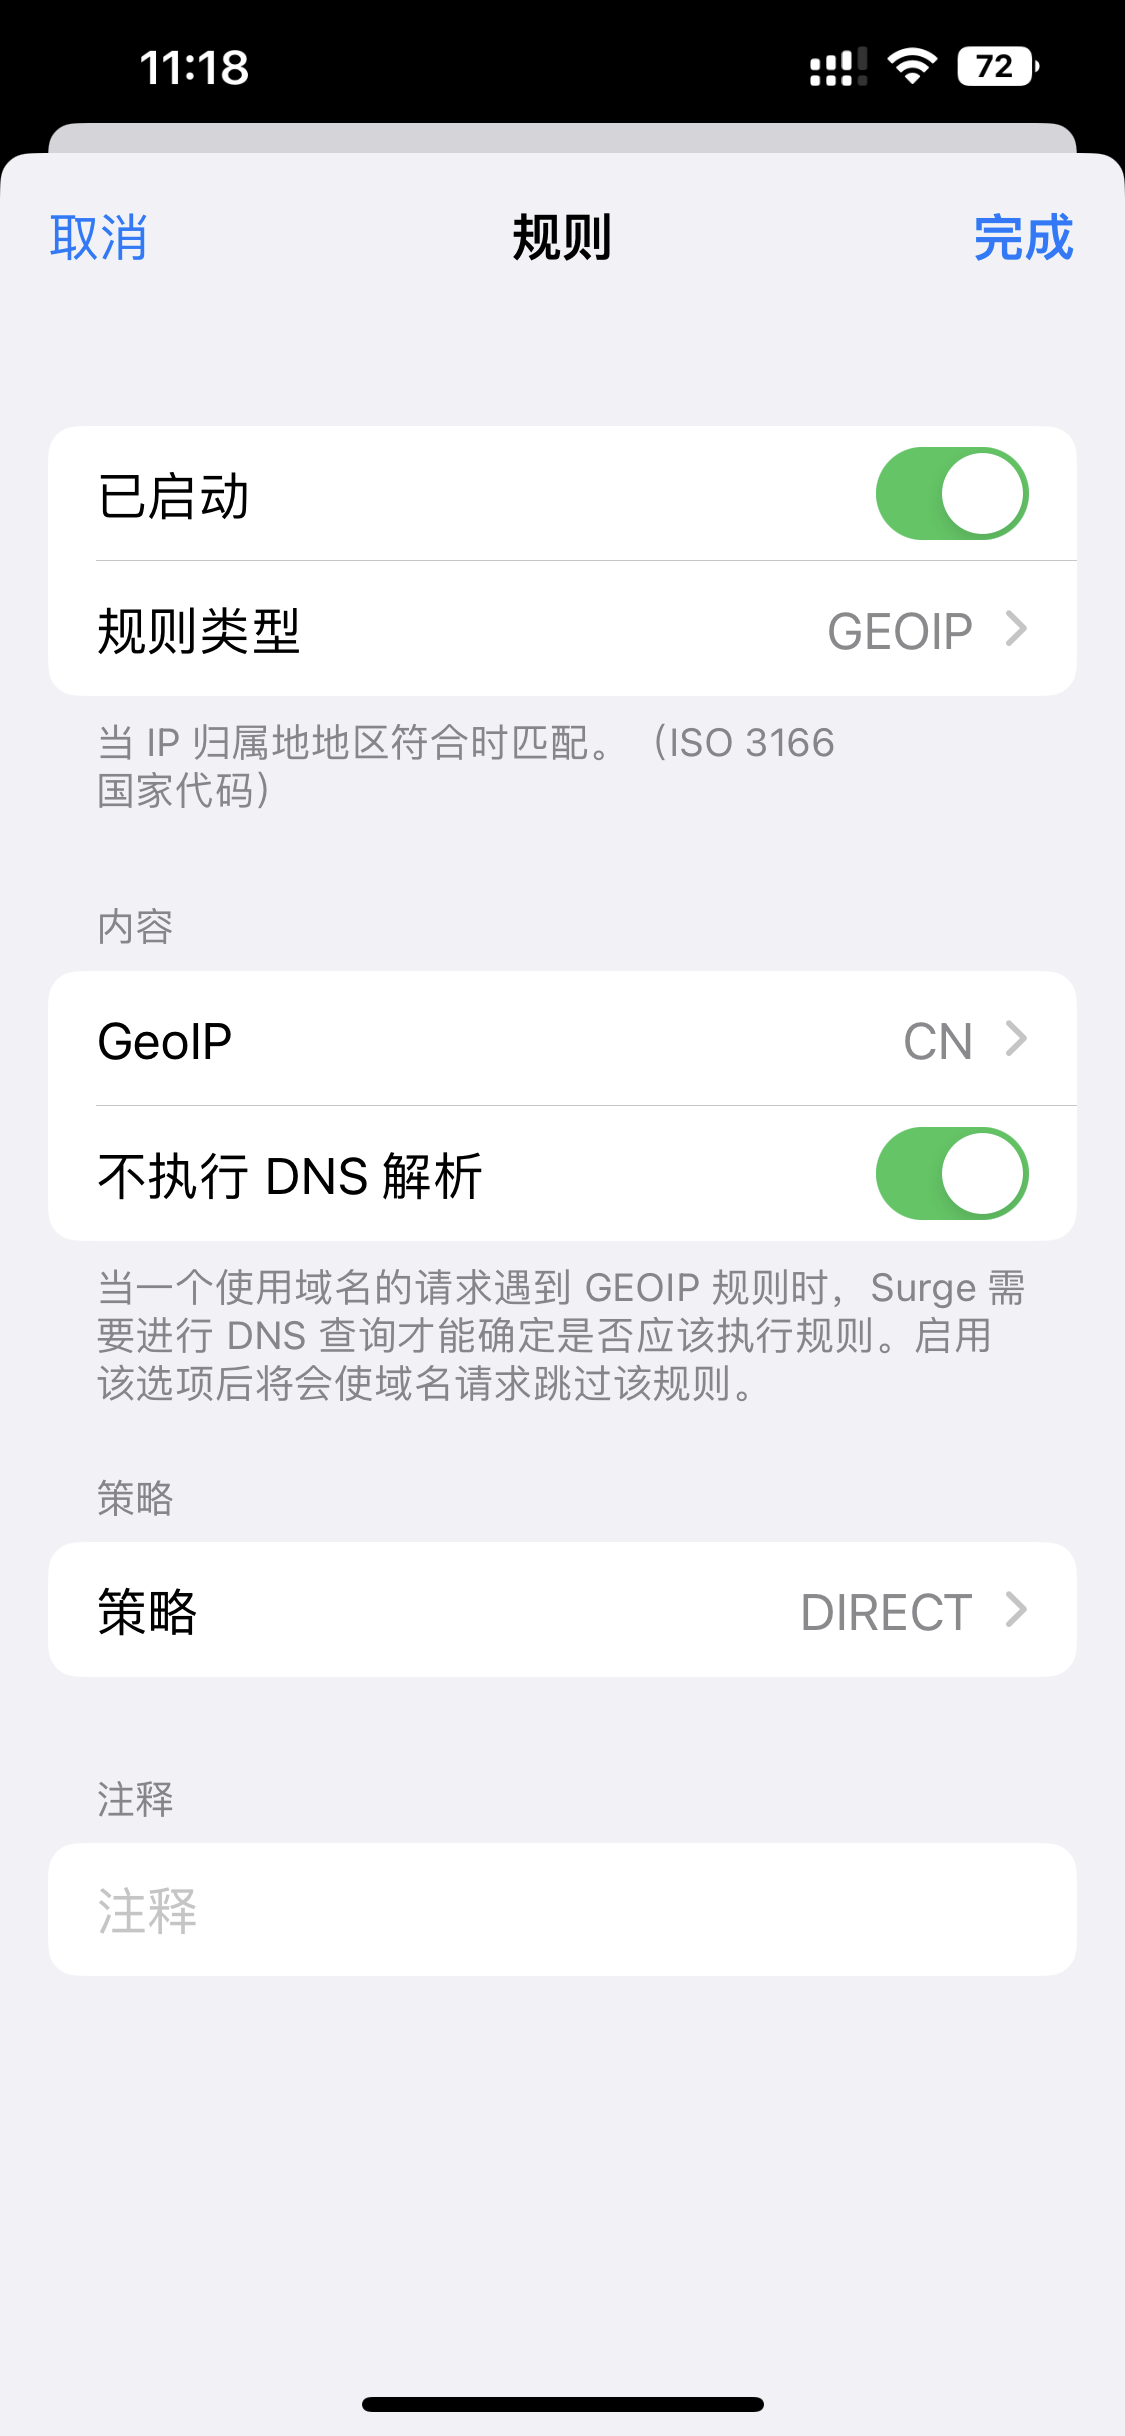 11:18
72
取消
规则
完成
已启动
规则类型
GEOIP
当 IP 归属地地区符合时匹配。（ISO 3166
国家代码）
内容
GeoIP
CN
不执行 DNS 解析
当一个使用域名的请求遇到 GEOIP 规则时，Surge 需
要进行 DNS 查询才能确定是否应该执行规则。启用
该选项后将会使域名请求跳过该规则。
策略
策略
DIRECT
注释
注释